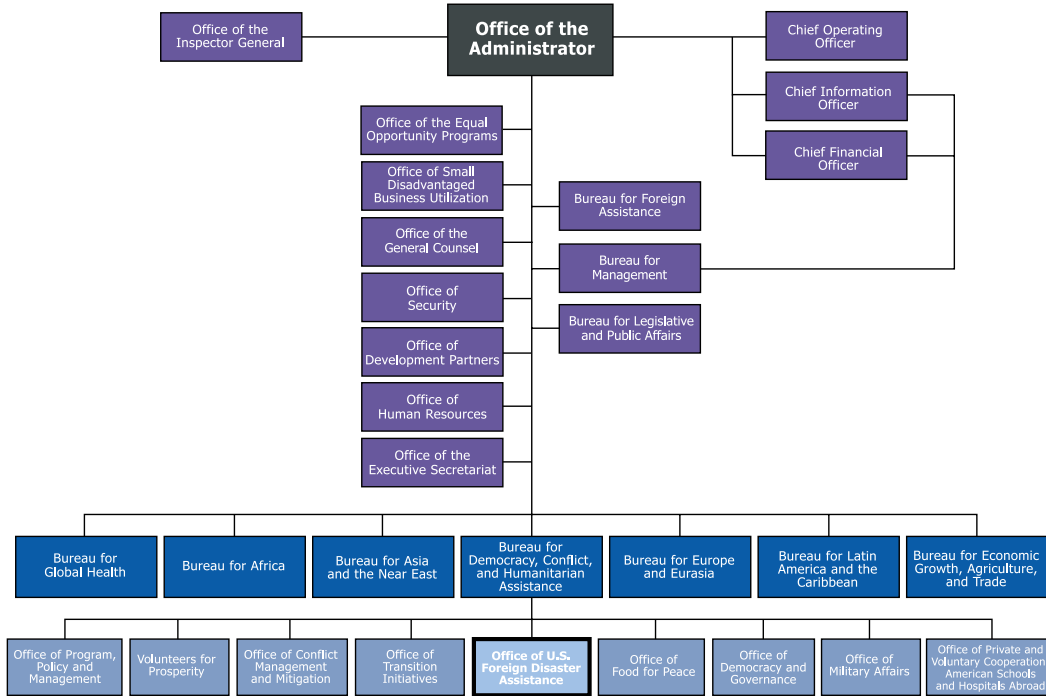 Office of the
Inspector General
Office of the
Administrator
Chief Operating
Officer
Chief Information
Officer
Chief Financial
Officer
Office of the Equal
Opportunity Programs
Office of Small
Disadvantaged
Business Utilization
Office of the
General Counsel
Office of
Security
Office of
Development Partners
Office of
Human Resources
Office of the
Executive Secretariat
Bureau for Foreign
Assistance
Bureau for
Management
Bureau for Legislative
and Public Affairs
Bureau for
Global Health
Bureau for Africa
Bureau for Asia
and the Near East
Bureau for
Democracy, Conflict,
and Humanitarian
Assistance
Bureau for Europe
and Eurasia
Bureau for Latin
America and the
Caribbean
Bureau for Economic
Growth, Agriculture,
and Trade
Office of Program,
Policy and
Management
Volunteers for
Prosperity
Office of Conflict
Management
and Mitigation
Office of
Transition
Initiatives
Office of U.S.
Foreign Disaster
Assistance
Office of
Food for Peace
Office of
Democracy and
Governance
Office of
Military Affairs
Office of Private and
Voluntary Cooperation,
American Schools
and Hospitals Abroad